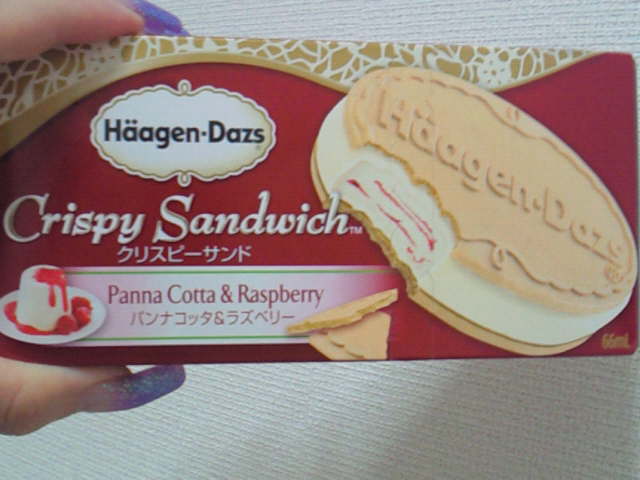 Häagen-Dazs
Häagen-Dazs
Crispy Sandwich™
クリスピーサンド
Panna Cotta & Raspberry
パンナコッタ&ラズベリー
66mL